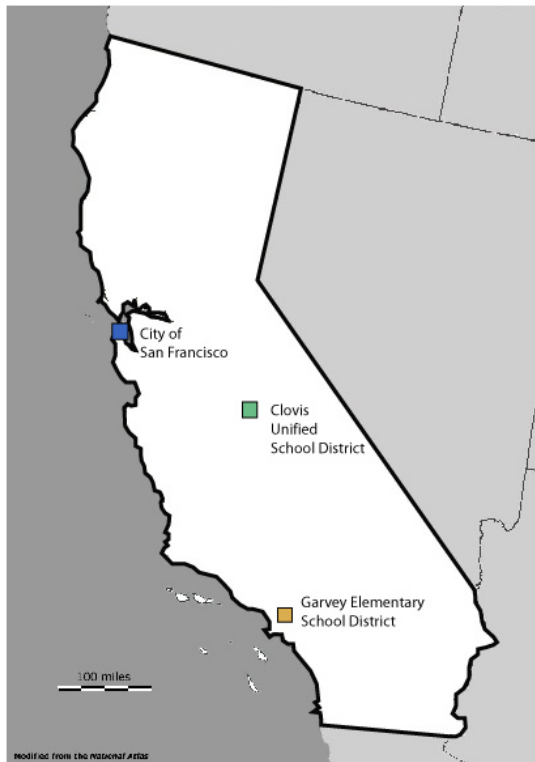 City of
San Francisco
Clovis
Unified
School District
Garvey Elementary
School District
100 miles
Modified from the National Atlas